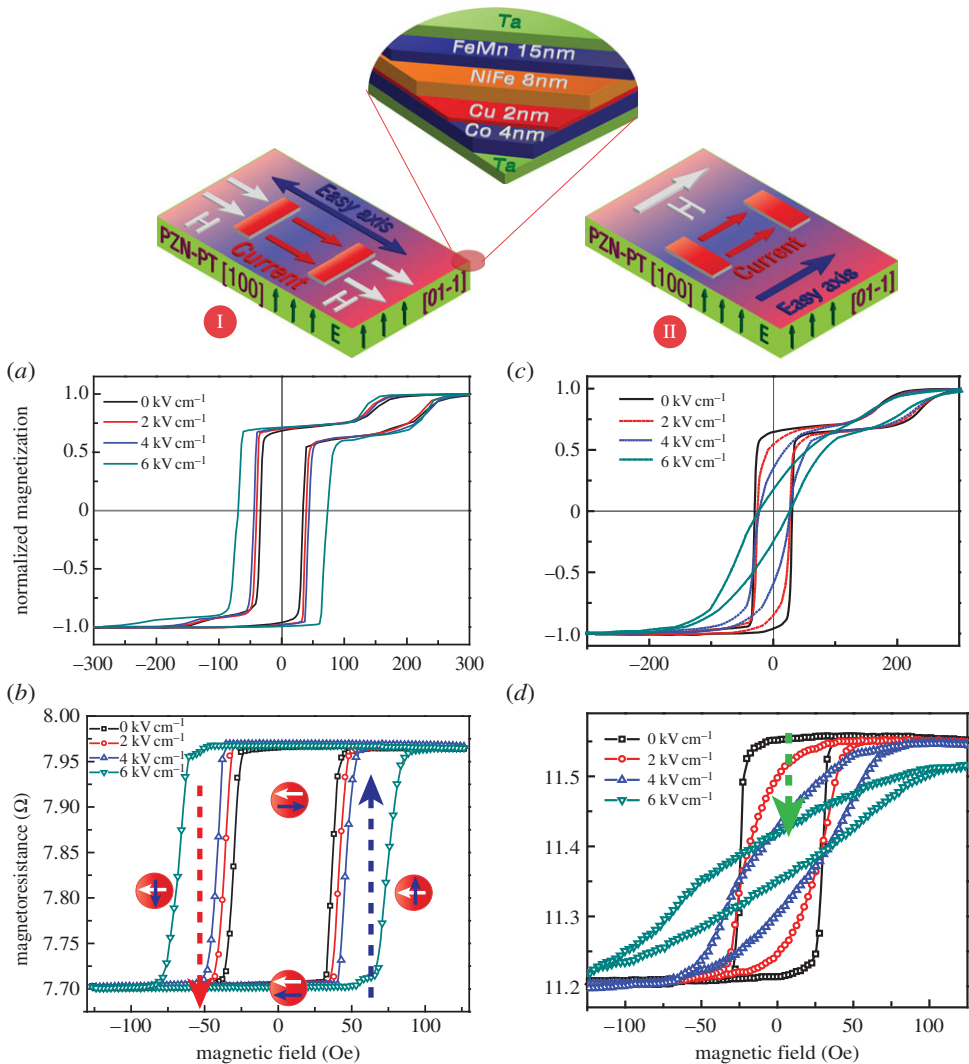 Ta
FeMn 15nm
NiFe 8nm
Cu 2nm
Co 4nm
Ta
H
Easy axis
Current
H
PZN-PT [100]
E
[01-1]
I
H
Current
Easy axis
PZN-PT [100]
E
[01-1]
II
(a)
1.0
0.5
0
−0.5
−1.0
normalized magnetization
0 kV cm−1
2 kV cm−1
4 kV cm−1
6 kV cm−1
−300 −200 −100 0 100 200 300
(c)
1.0
0.5
0
−0.5
−1.0
0 kV cm−1
2 kV cm−1
4 kV cm−1
6 kV cm−1
−200 0 200
(b)
8.00
7.95
7.90
7.85
7.80
7.75
7.70
magnetoresistance (Ω)
0 kV cm−1
2 kV cm−1
4 kV cm−1
6 kV cm−1
−100 −50 0 50 100
magnetic field (Oe)
(d)
11.5
11.4
11.3
11.2
0 kV cm−1
2 kV cm−1
4 kV cm−1
6 kV cm−1
−100 −50 0 50 100
magnetic field (Oe)